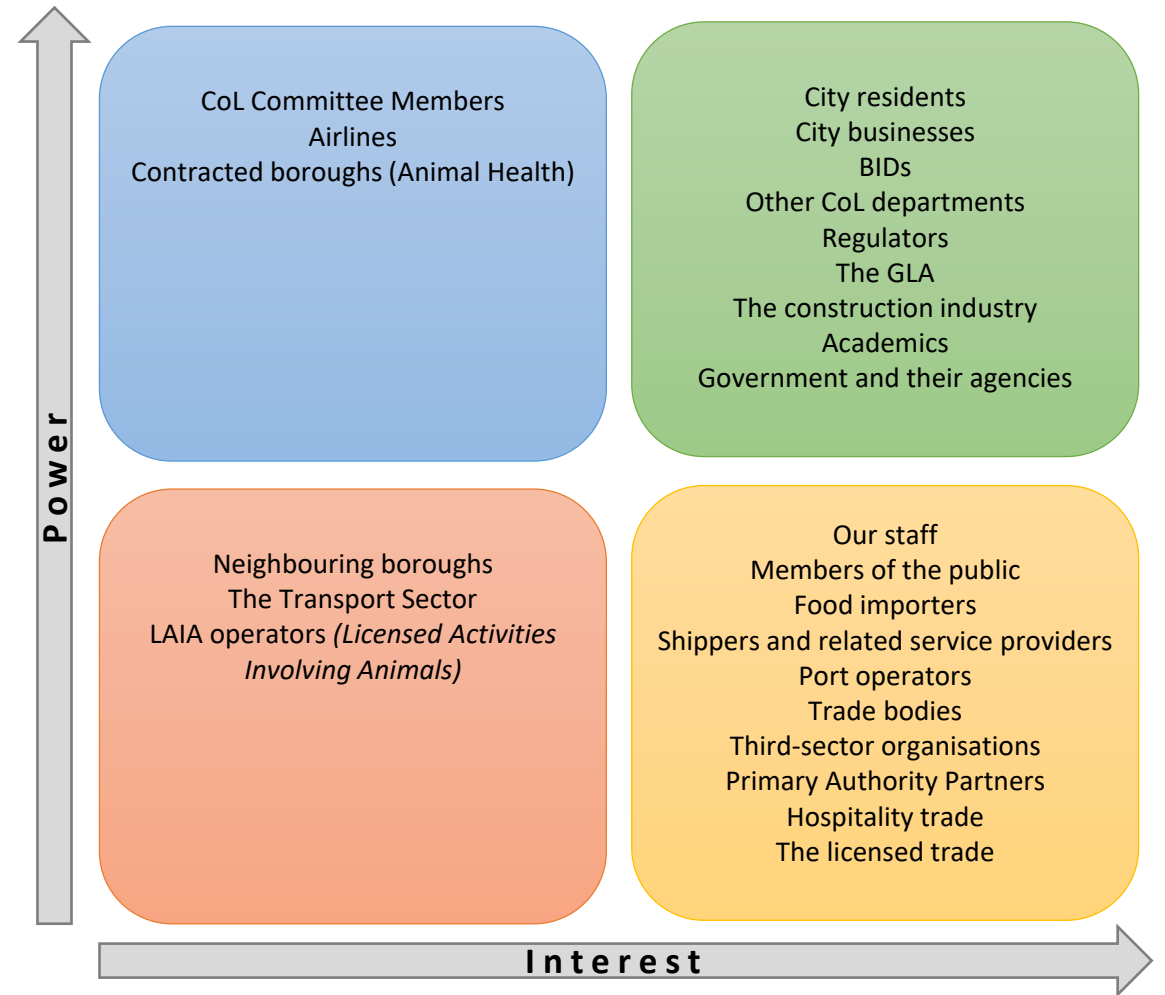 CoL Committee Members
Airlines
Contracted boroughs (Animal Health)
City residents
City businesses
BIDs
Other CoL departments
Regulators
The GLA
The construction industry
Academics
Government and their agencies
Power
Neighbouring boroughs
The Transport Sector
LAIA operators (Licensed Activities
Involving Animals)
Our staff
Members of the public
Food importers
Shippers and related service providers
Port operators
Trade bodies
Third-sector organisations
Primary Authority Partners
Hospitality trade
The licensed trade
Interest